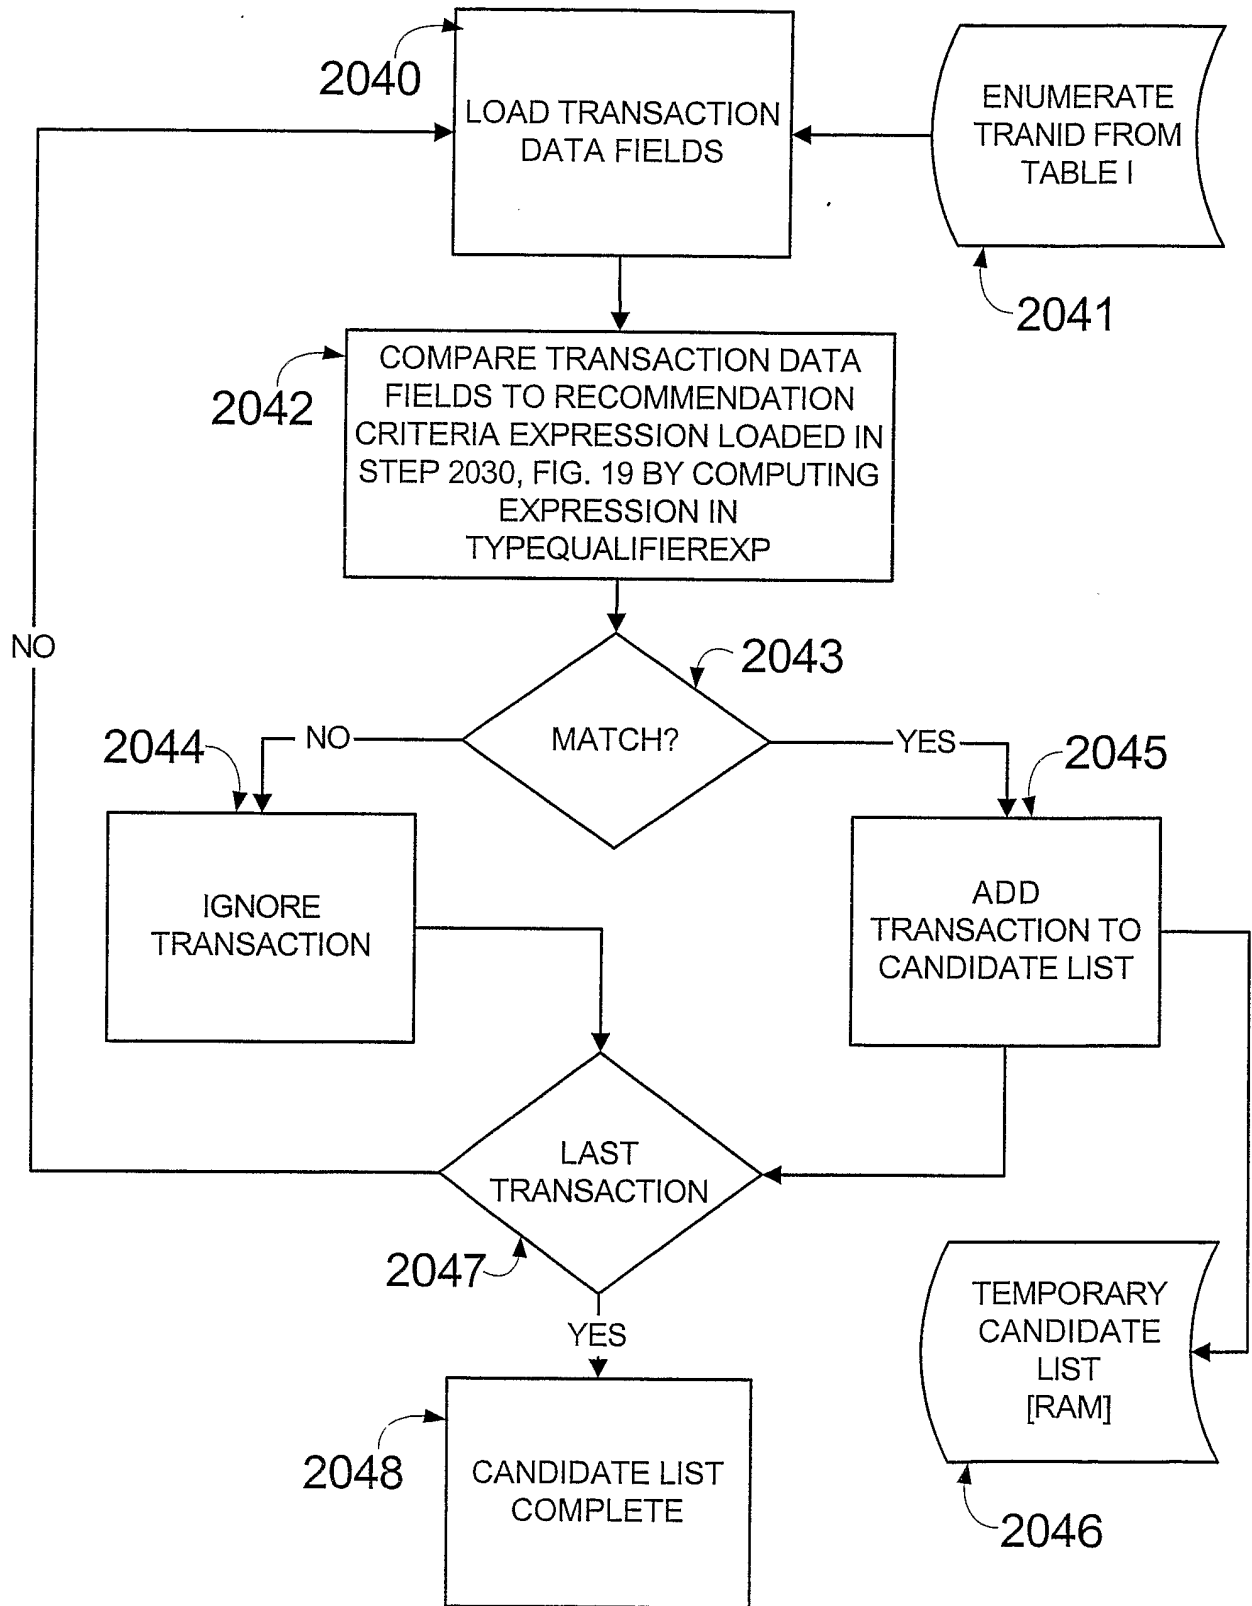 2040
LOAD TRANSACTION
DATA FIELDS
ENUMERATE
TRANID FROM
TABLE I
2041
2042
COMPARE TRANSACTION DATA
FIELDS TO RECOMMENDATION
CRITERIA EXPRESSION LOADED IN
STEP 2030, FIG. 19 BY COMPUTING
EXPRESSION IN
TYPEQUALIFIEREXP
NO
2043
MATCH?
2044
NO
YES
2045
IGNORE
TRANSACTION
ADD
TRANSACTION TO
CANDIDATE LIST
LAST
TRANSACTION
2047
YES
TEMPORARY
CANDIDATE
LIST
[RAM]
2046
2048
CANDIDATE LIST
COMPLETE